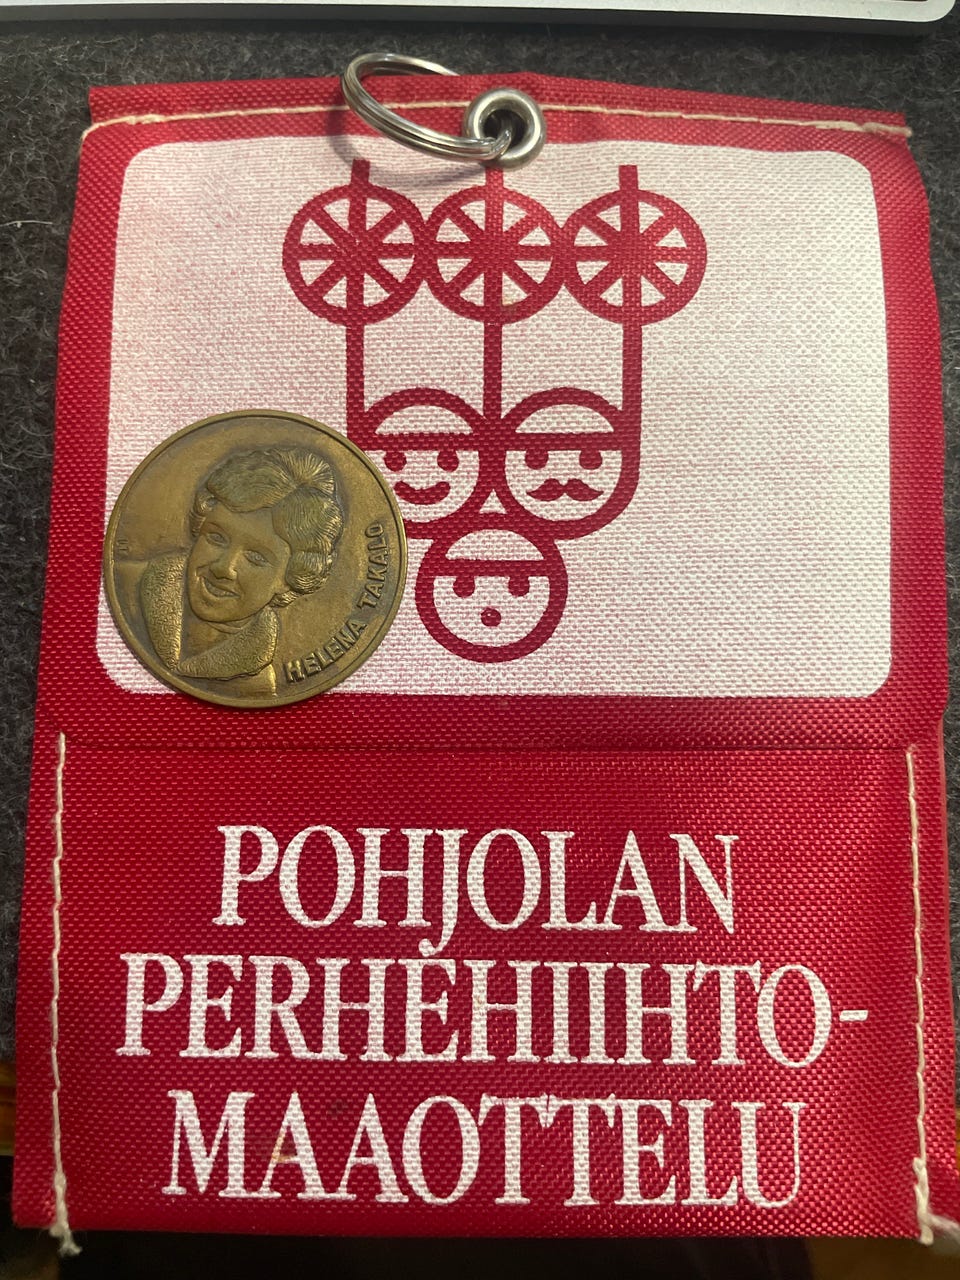 HELENA TAKALO
POHJOLAN
PERHEHIIHTO-
MAAOTTELU